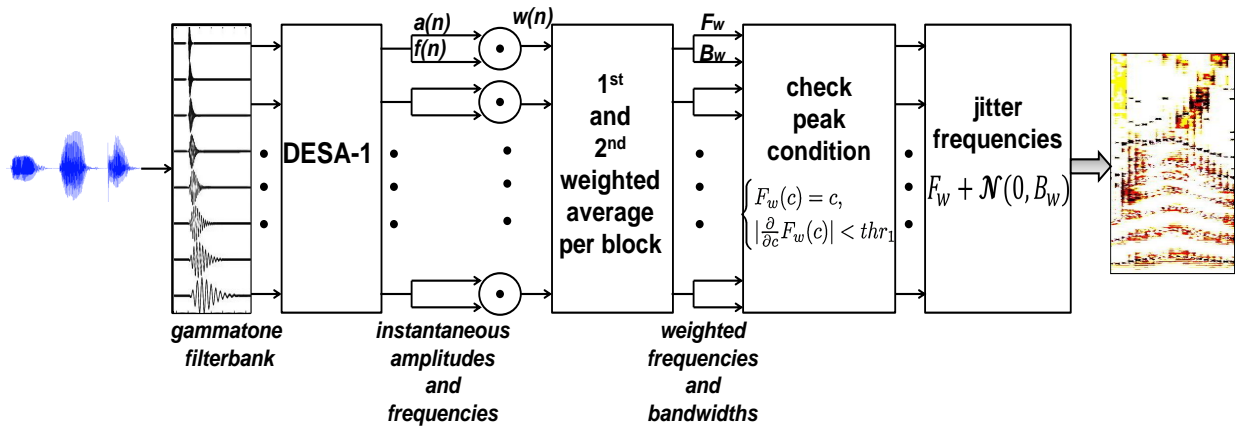 a(n)
f(n)
w(n)
F_w
B_w
DESA-1
1st
and
2nd
weighted
average
per block
check
peak
condition
F_w(c) = c,
|∂/∂c F_w(c)| < thr_1
jitter
frequencies
F_w + 𝒩(0, B_w)
gammatone
filterbank
instantaneous
amplitudes
and
frequencies
weighted
frequencies
and
bandwidths